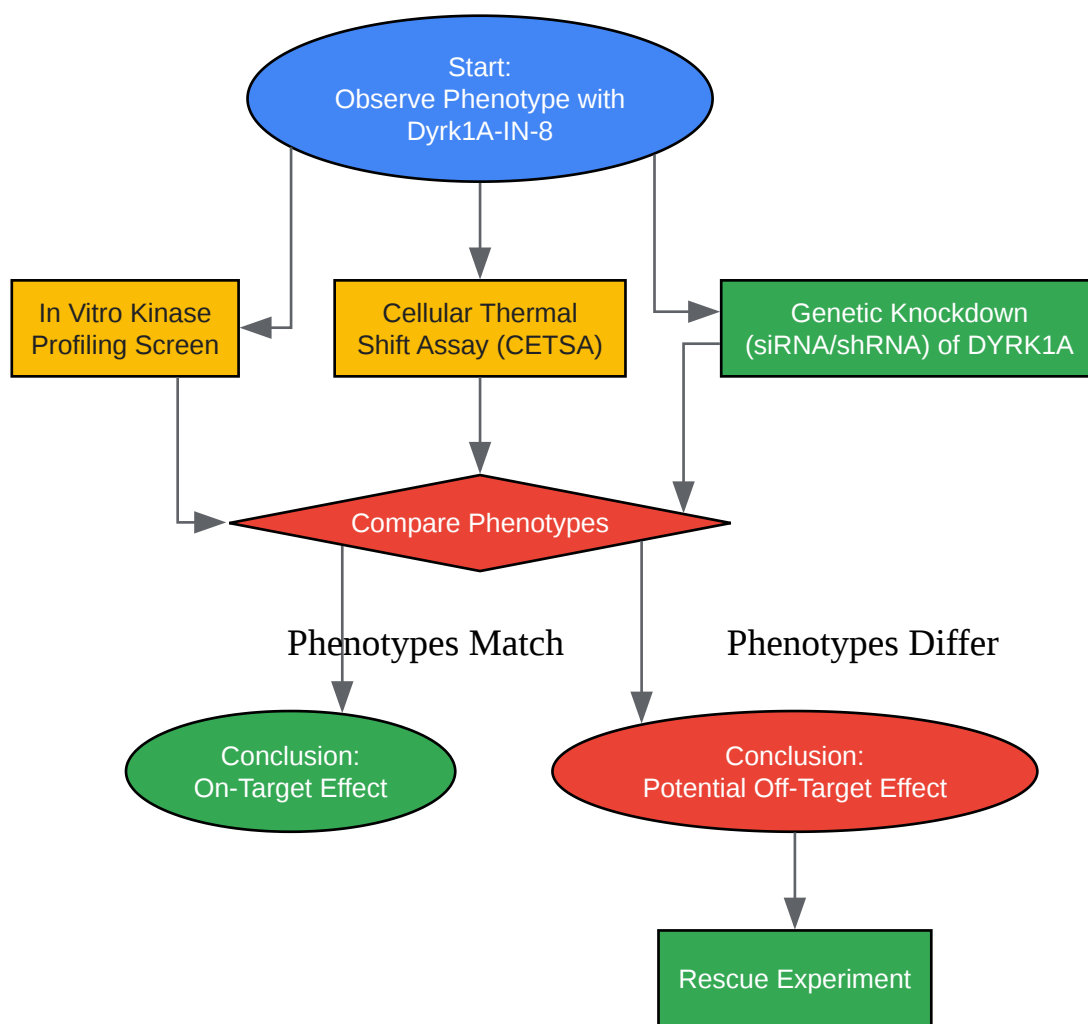 Start:
Observe Phenotype with
Dyrk1A-IN-8
In Vitro Kinase
Profiling Screen
Cellular Thermal
Shift Assay (CETSA)
Genetic Knockdown
(siRNA/shRNA) of DYRK1A
Compare Phenotypes
Phenotypes Match
Phenotypes Differ
Conclusion:
On-Target Effect
Conclusion:
Potential Off-Target Effect
Rescue Experiment